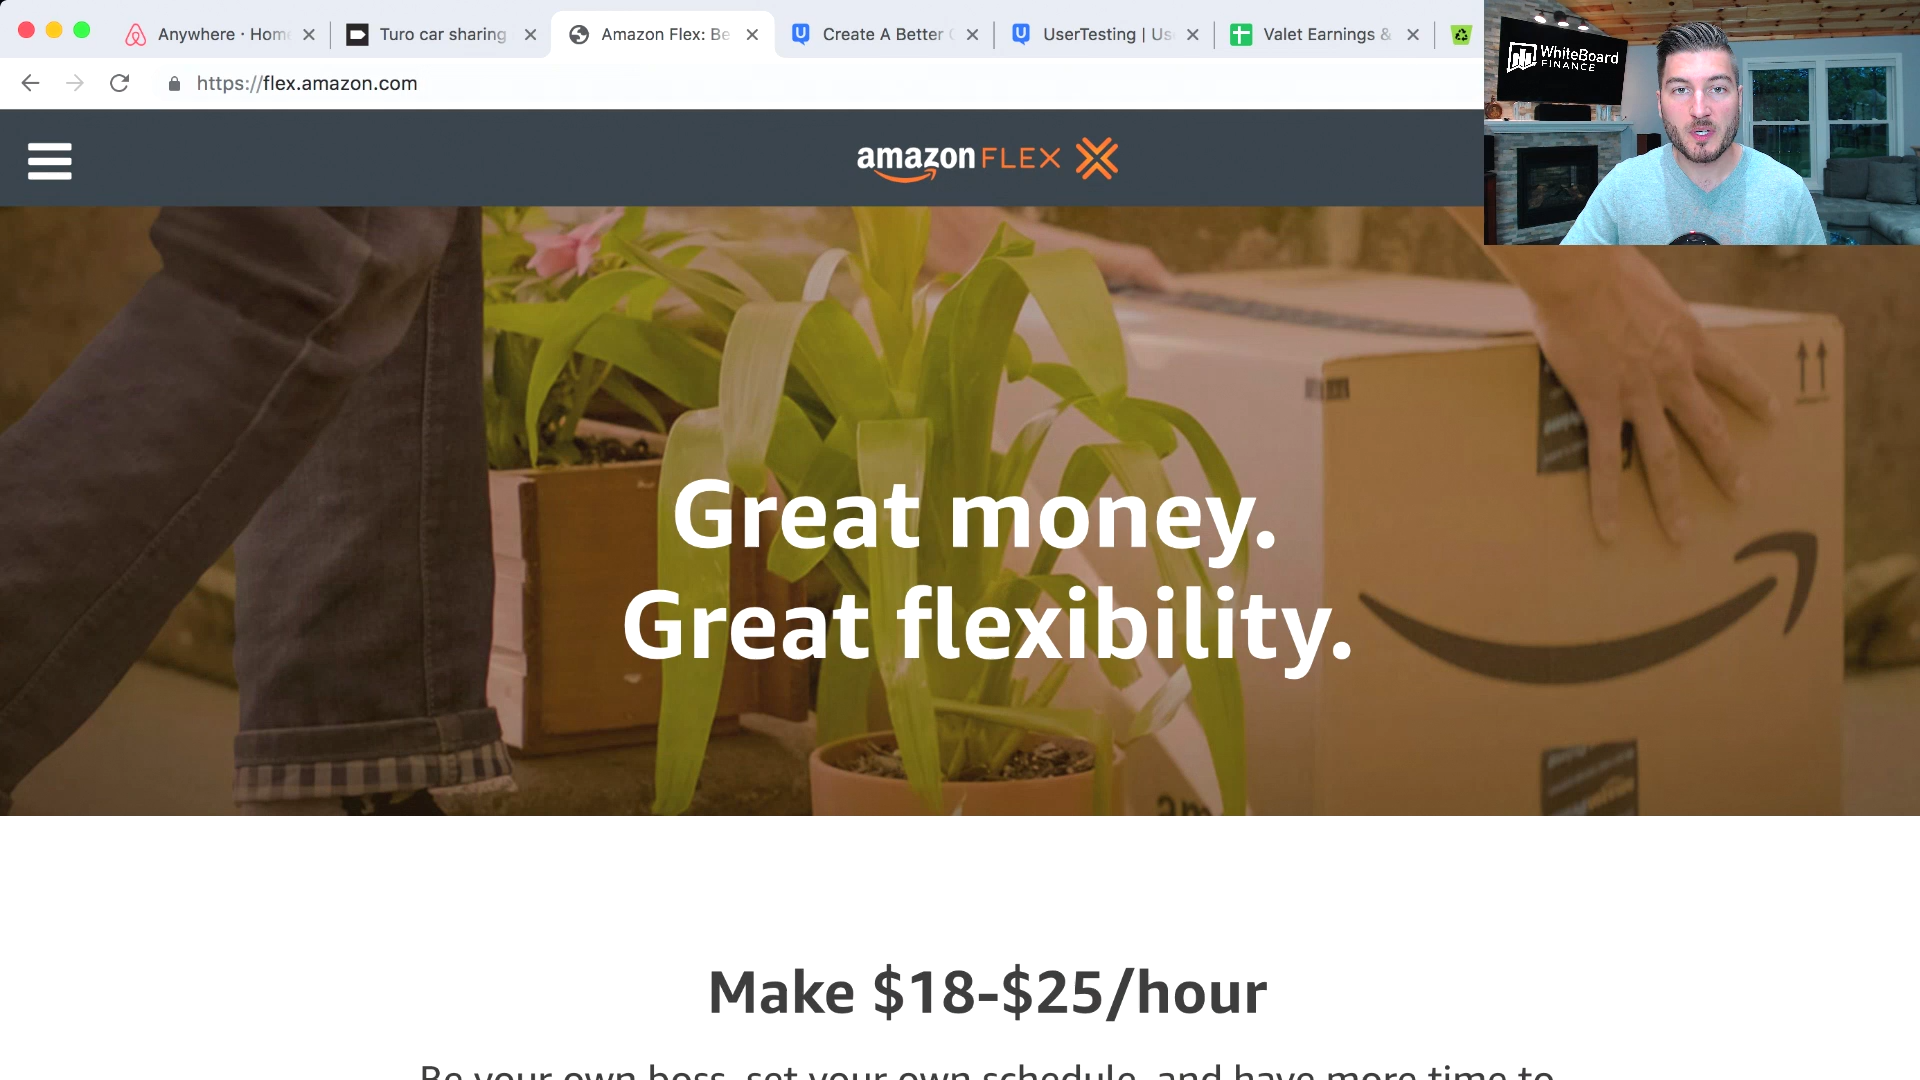 Anywhere · Home
Turo car sharing
Amazon Flex: Be
Create A Better
UserTesting | Us
Valet Earnings &
https://flex.amazon.com
WhiteBoard
FINANCE
amazon FLEX
Great money.
Great flexibility.
Make $18-$25/hour
Be your own boss, set your own schedule, and have more time to